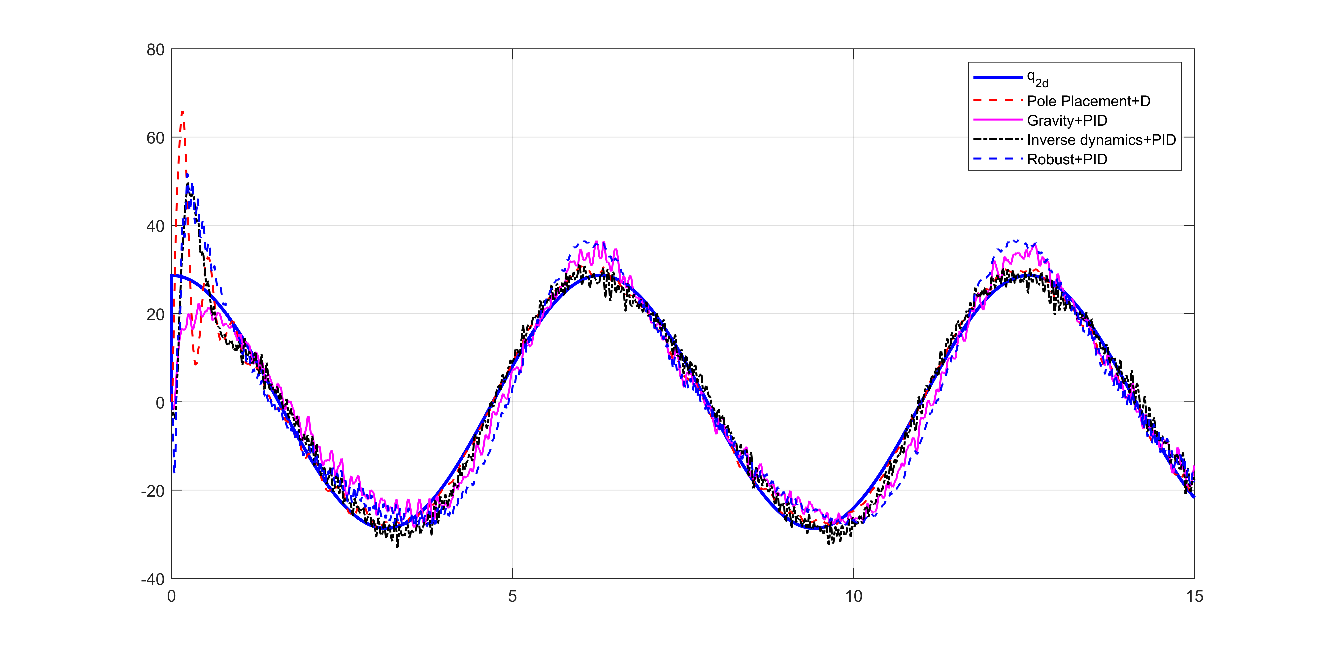 80
60
40
20
0
-20
-40
0
5
10
15
q2d
Pole Placement+D
Gravity+PID
Inverse dynamics+PID
Robust+PID